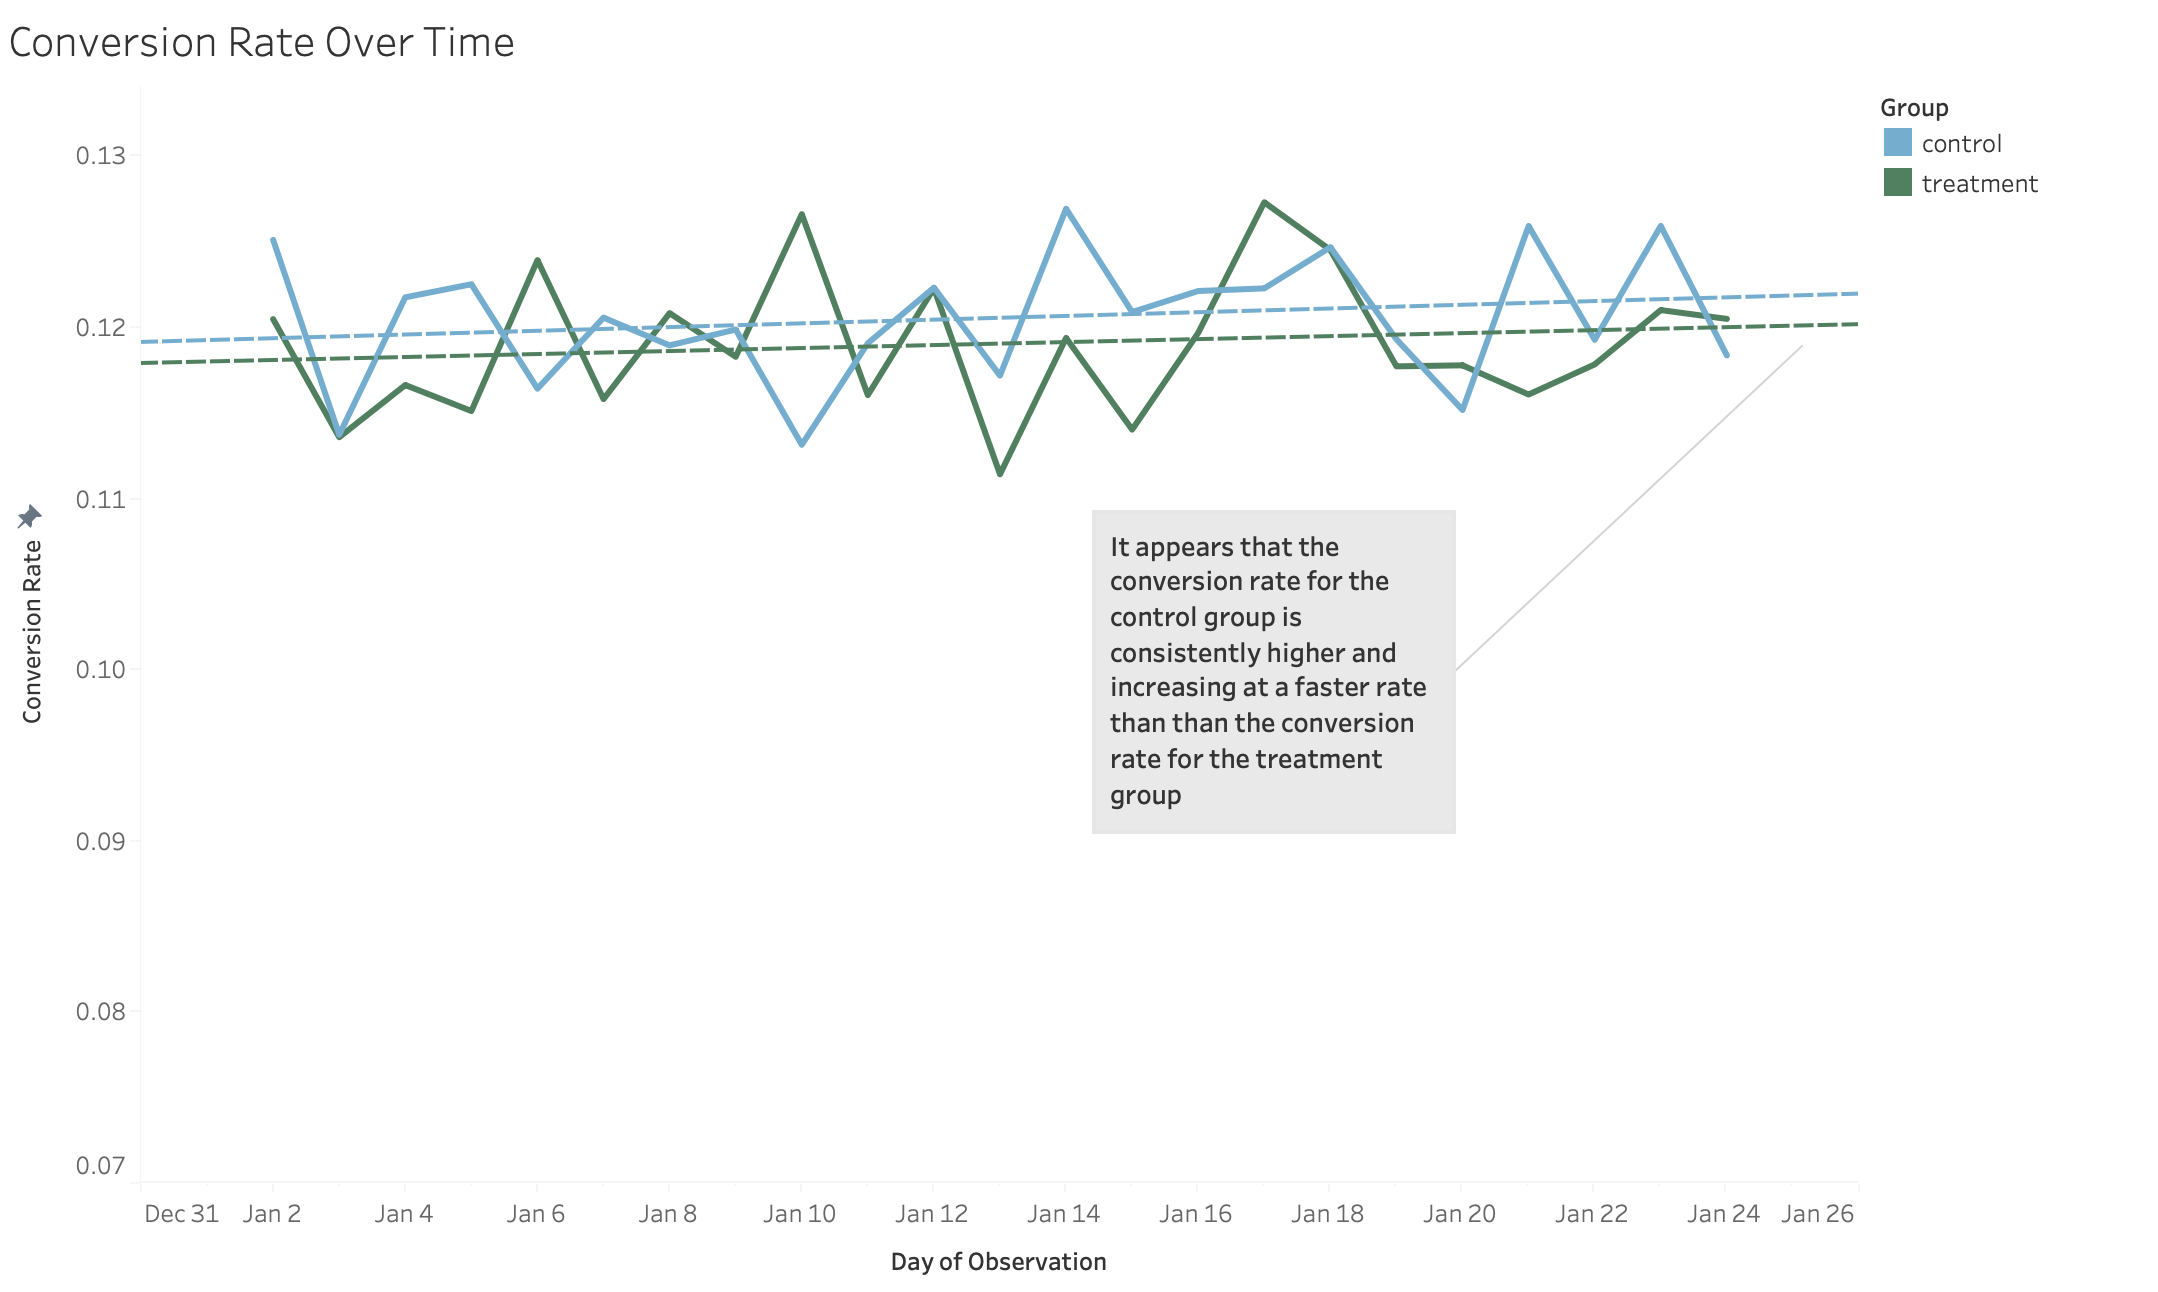 Conversion Rate Over Time
Group
control
treatment
0.13
0.12
0.11
0.10
0.09
0.08
0.07
Conversion Rate
It appears that the
conversion rate for the
control group is
consistently higher and
increasing at a faster rate
than than the conversion
rate for the treatment
group
Dec 31 Jan 2 Jan 4 Jan 6 Jan 8 Jan 10 Jan 12 Jan 14 Jan 16 Jan 18 Jan 20 Jan 22 Jan 24 Jan 26
Day of Observation